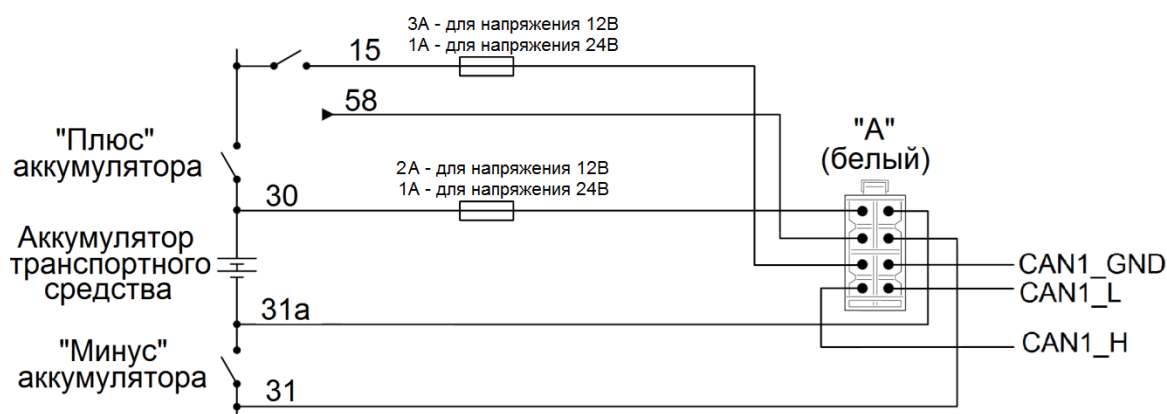 3А - для напряжения 12В
1А - для напряжения 24В
15
58
"Плюс"
аккумулятора
2А - для напряжения 12В
1А - для напряжения 24В
30
"А"
(белый)
Аккумулятор
транспортного
средства
CAN1_GND
CAN1_L
31а
CAN1_H
"Минус"
аккумулятора
31